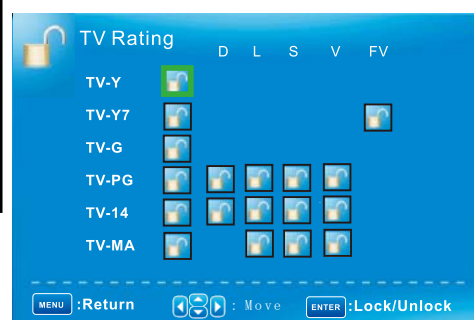 TV Rating
D L S V FV
TV-Y
TV-Y7
TV-G
TV-PG
TV-14
TV-MA
MENU :Return : Move ENTER :Lock/Unlock